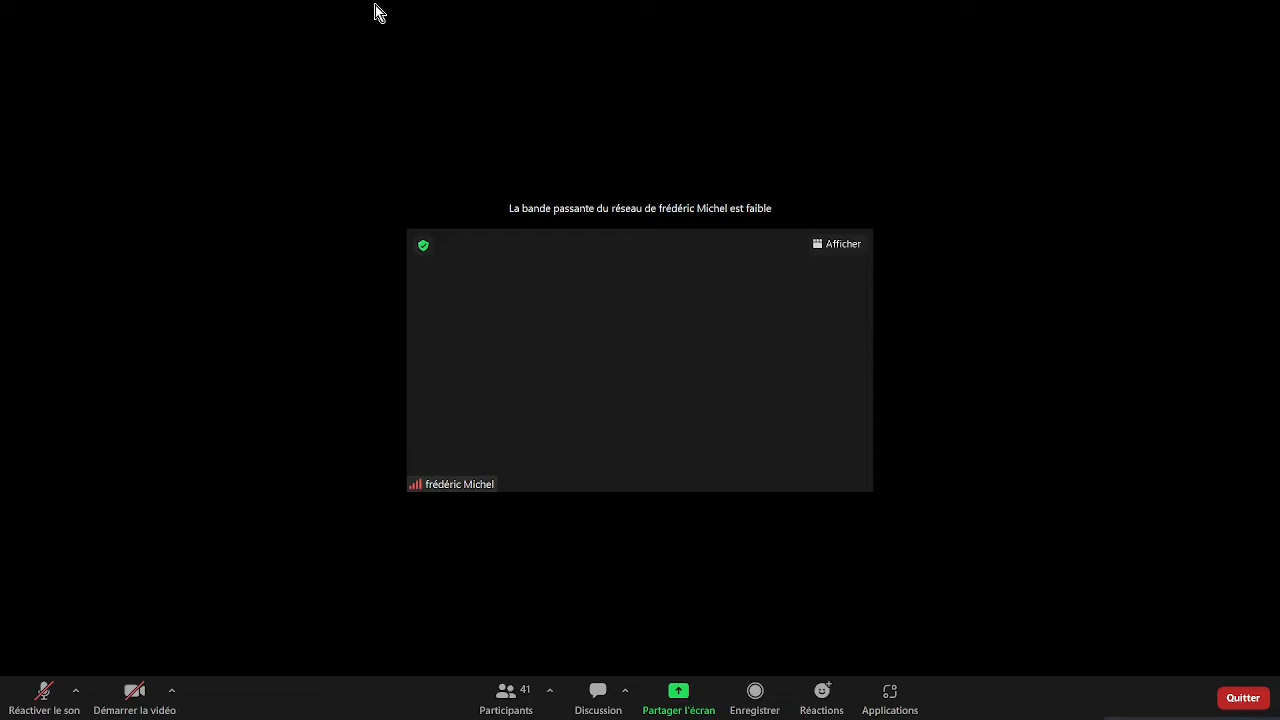 La bande passante du réseau de frédéric Michel est faible
Afficher
frédéric Michel
41
Réactiver le son
Démarrer la vidéo
Participants
Discussion
Partager l'écran
Enregistrer
Réactions
Applications
Quitter